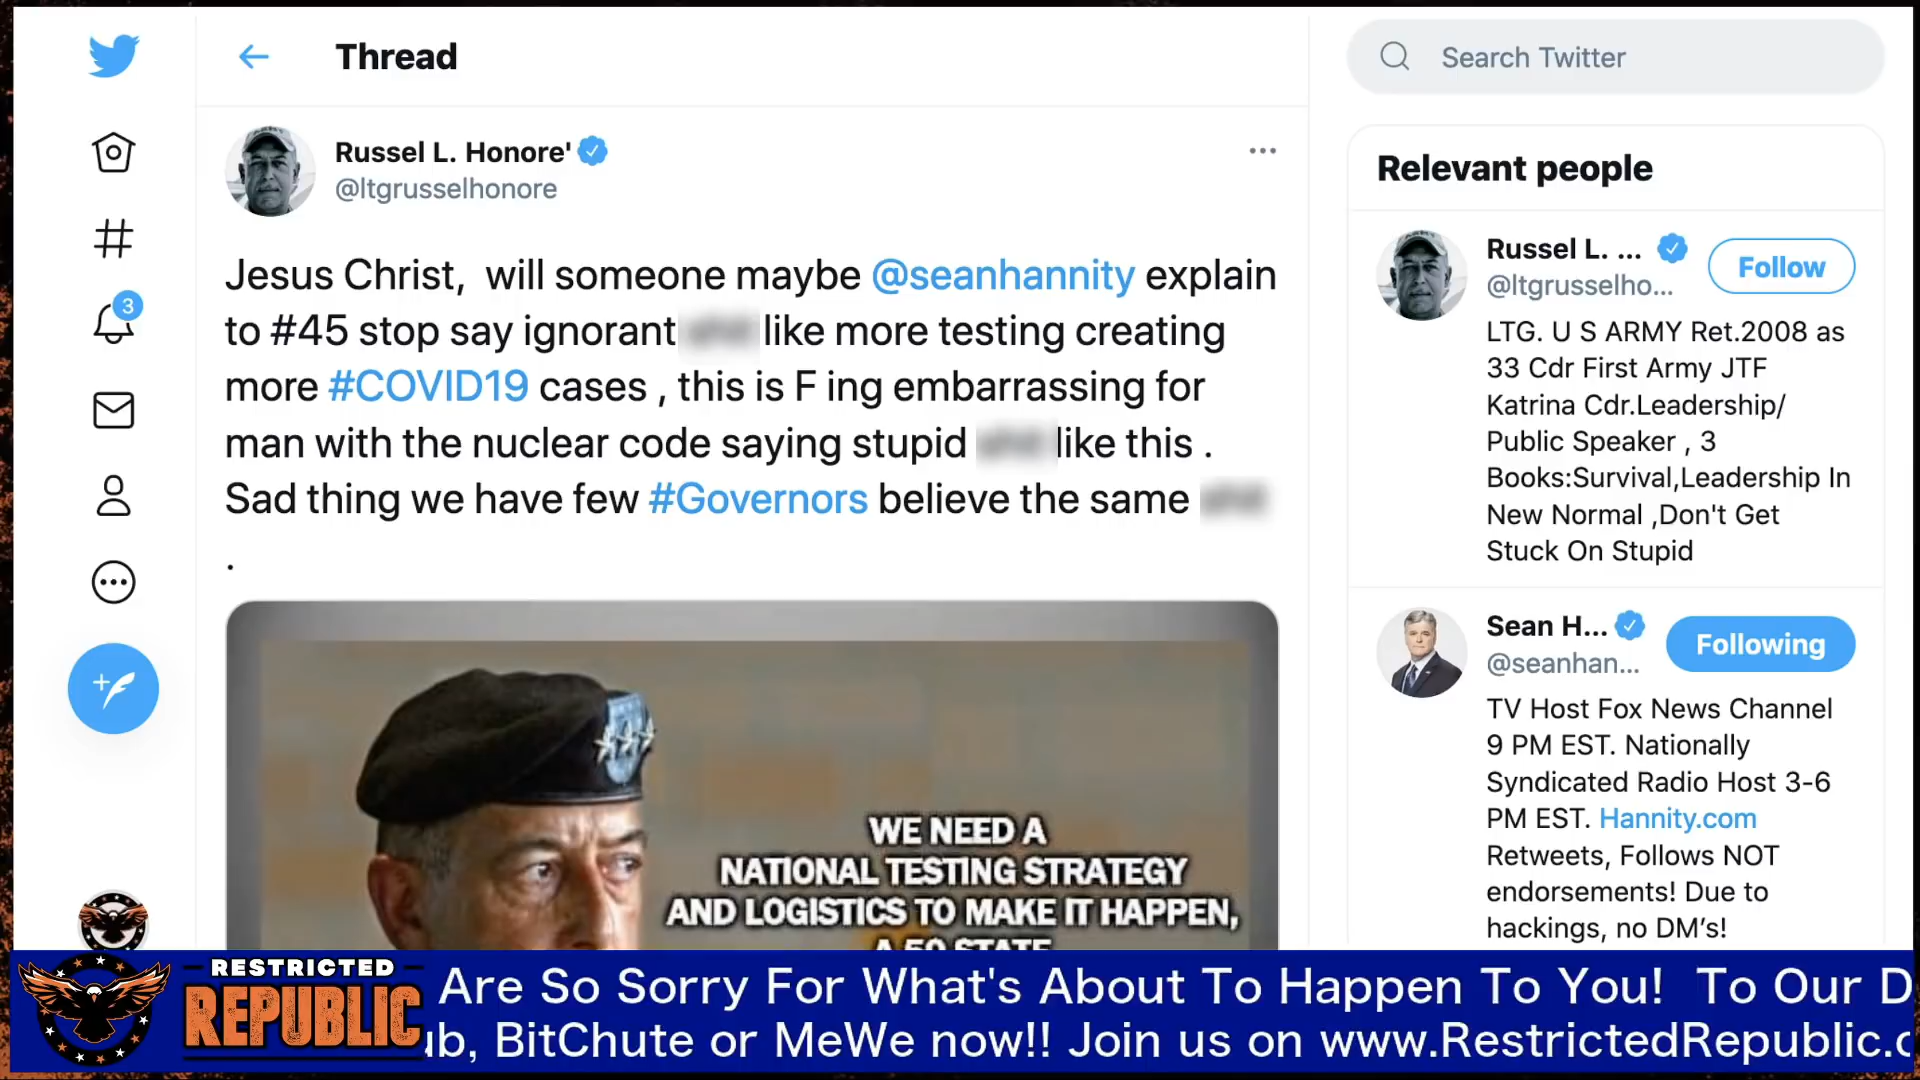 Thread
Search Twitter
Russel L. Honore'
@ltgrusselhonore
Jesus Christ,  will someone maybe @seanhannity explain
to #45 stop say ignorant like more testing creating
more #COVID19 cases , this is F ing embarrassing for
man with the nuclear code saying stupid like this .
Sad thing we have few #Governors believe the same
.
WE NEED A
NATIONAL TESTING STRATEGY
AND LOGISTICS TO MAKE IT HAPPEN,
A 50 STATE
3
Relevant people
Russel L. ...
@ltgrusselho...
Follow
LTG. U S ARMY Ret.2008 as
33 Cdr First Army JTF
Katrina Cdr.Leadership/
Public Speaker , 3
Books:Survival,Leadership In
New Normal ,Don't Get
Stuck On Stupid
Sean H...
@seanhan...
Following
TV Host Fox News Channel
9 PM EST. Nationally
Syndicated Radio Host 3-6
PM EST. Hannity.com
Retweets, Follows NOT
endorsements! Due to
hackings, no DM's!
RESTRICTED
REPUBLIC
Are So Sorry For What's About To Happen To You!  To Our D
ub, BitChute or MeWe now!! Join us on www.RestrictedRepublic.c